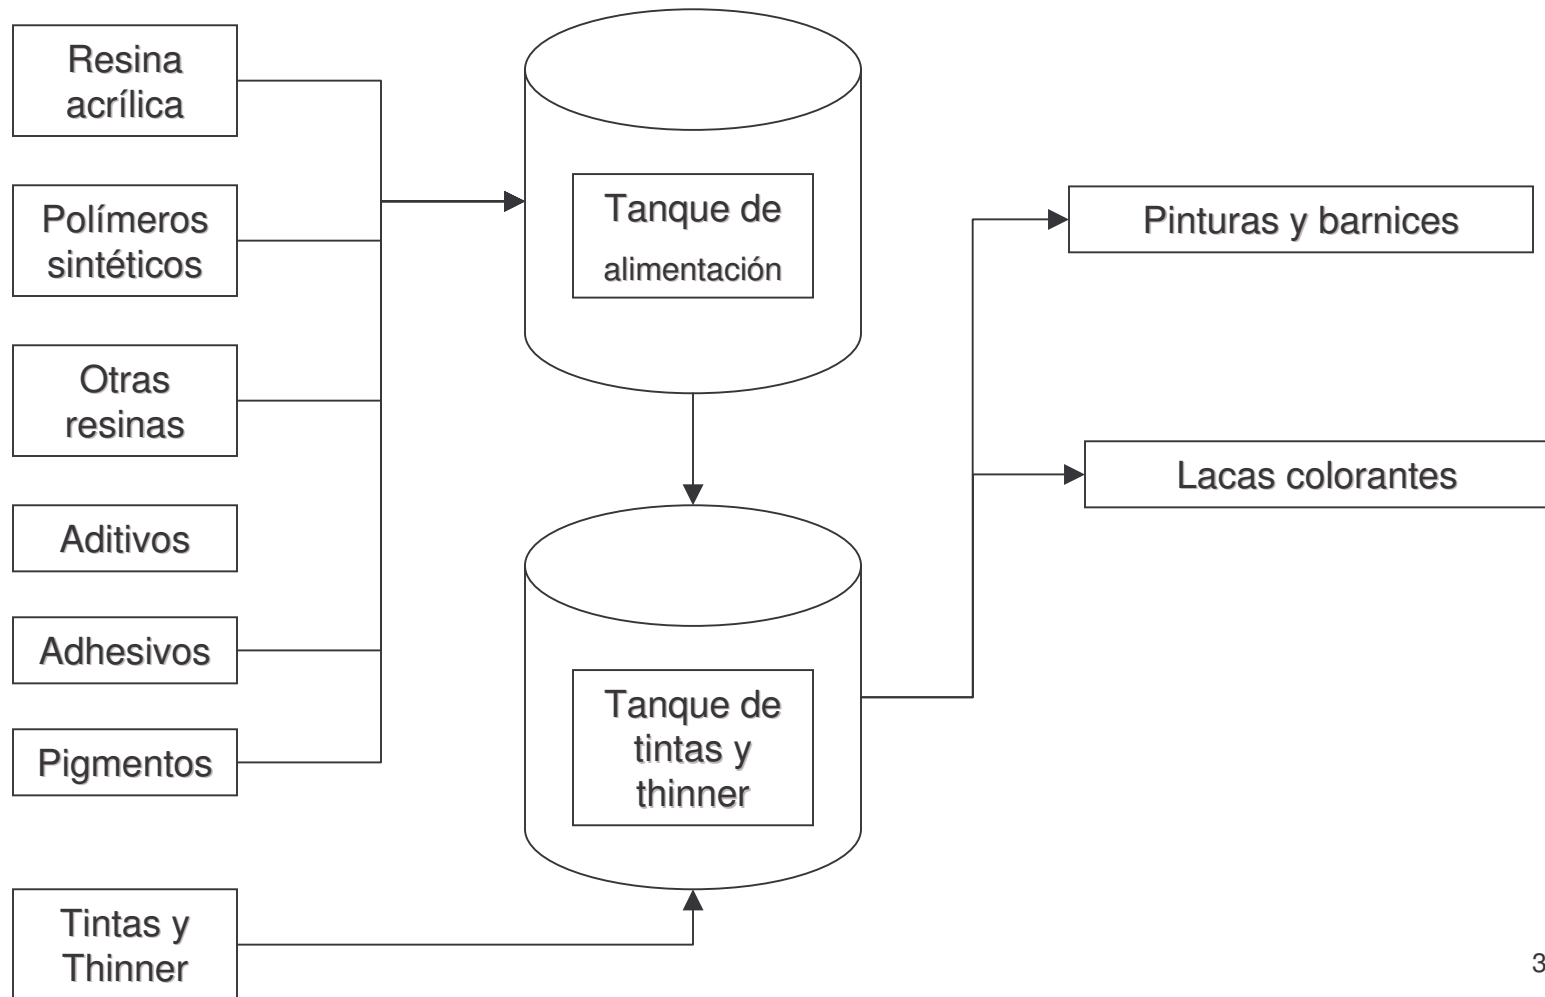 Resina
acrílica
Polímeros
sintéticos
Otras
resinas
Aditivos
Adhesivos
Pigmentos
Tintas y
Thinner
Tanque de
alimentación
Tanque de
tintas y
thinner
Pinturas y barnices
Lacas colorantes
3